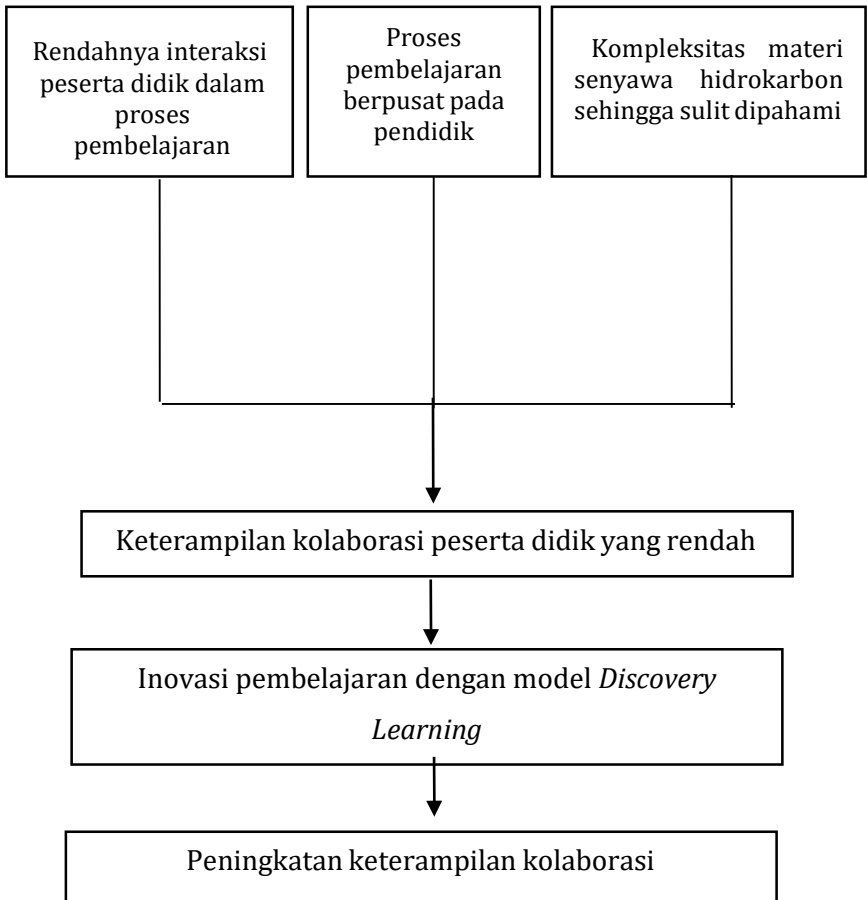 Rendahnya interaksi
peserta didik dalam
proses
pembelajaran
Proses
pembelajaran
berpusat pada
pendidik
Kompleksitas materi
senyawa hidrokarbon
sehingga sulit dipahami
Keterampilan kolaborasi peserta didik yang rendah
Inovasi pembelajaran dengan model Discovery
Learning
Peningkatan keterampilan kolaborasi